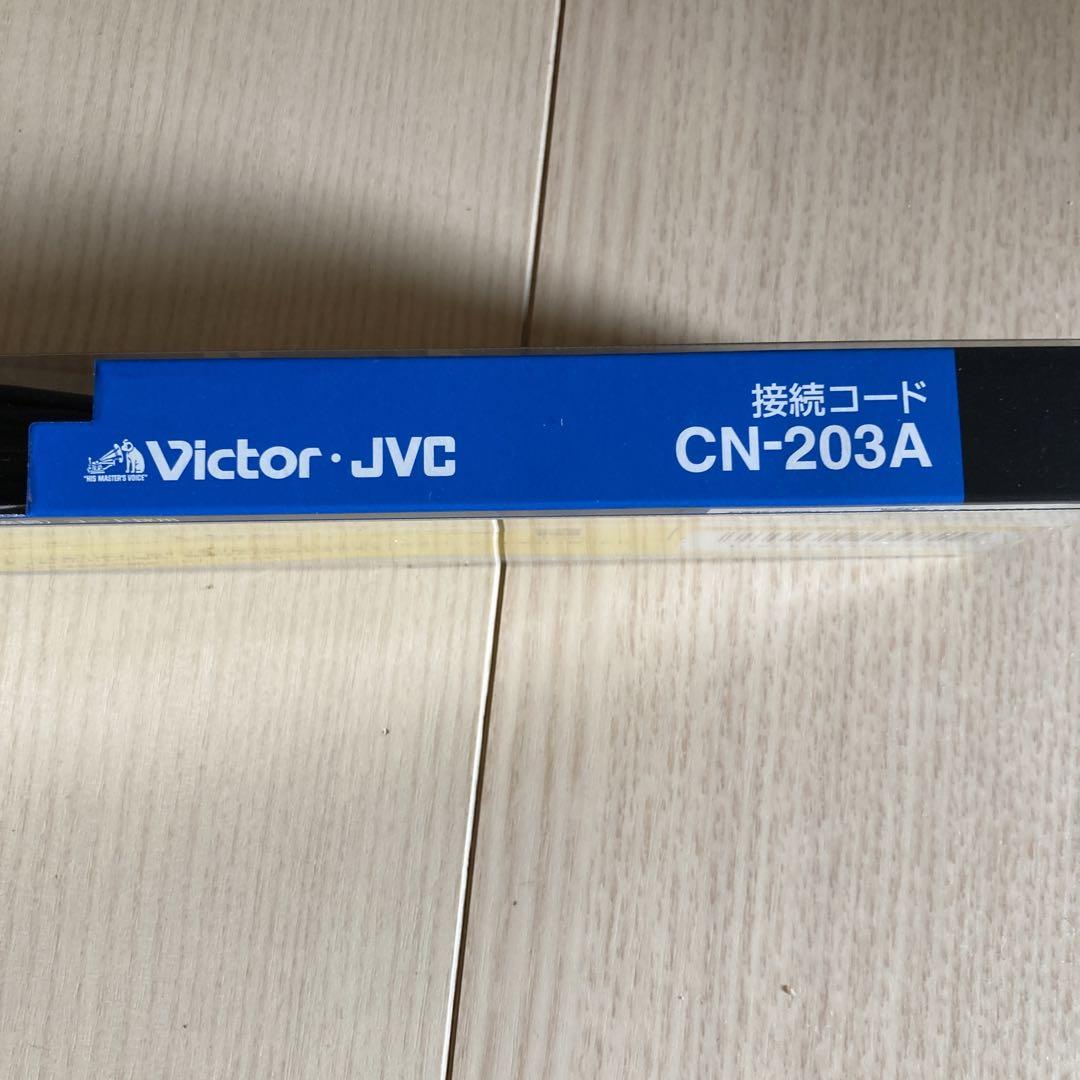 接続コード
"HIS MASTER'S VOICE" Victor・JVC CN-203A